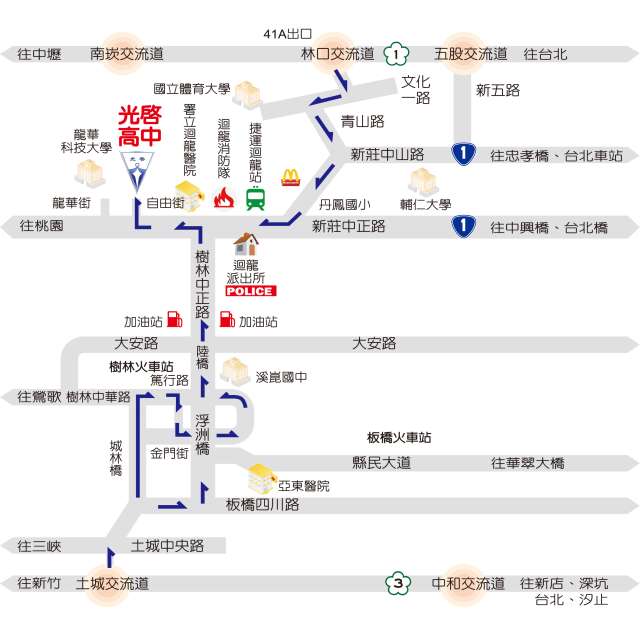 41A出口
往中壢
南崁交流道
林口交流道
1
五股交流道
往台北
國立體育大學
文化
一路
新五路
光啓
高中
署立迴龍醫院
迴龍消防隊
捷運迴龍站
青山路
龍華
科技大學
光 啓
新莊中山路
1
往忠孝橋、台北車站
龍華街
自由街
丹鳳國小
輔仁大學
往桃園
新莊中正路
1
往中興橋、台北橋
樹林中正路
迴龍
派出所
POLICE
加油站
加油站
大安路
陸橋
大安路
樹林火車站
篤行路
溪崑國中
往鶯歌
樹林中華路
浮洲橋
城林橋
金門街
板橋火車站
縣民大道
往華翠大橋
亞東醫院
板橋四川路
往三峽
土城中央路
往新竹
土城交流道
3
中和交流道
往新店、深坑
台北、汐止